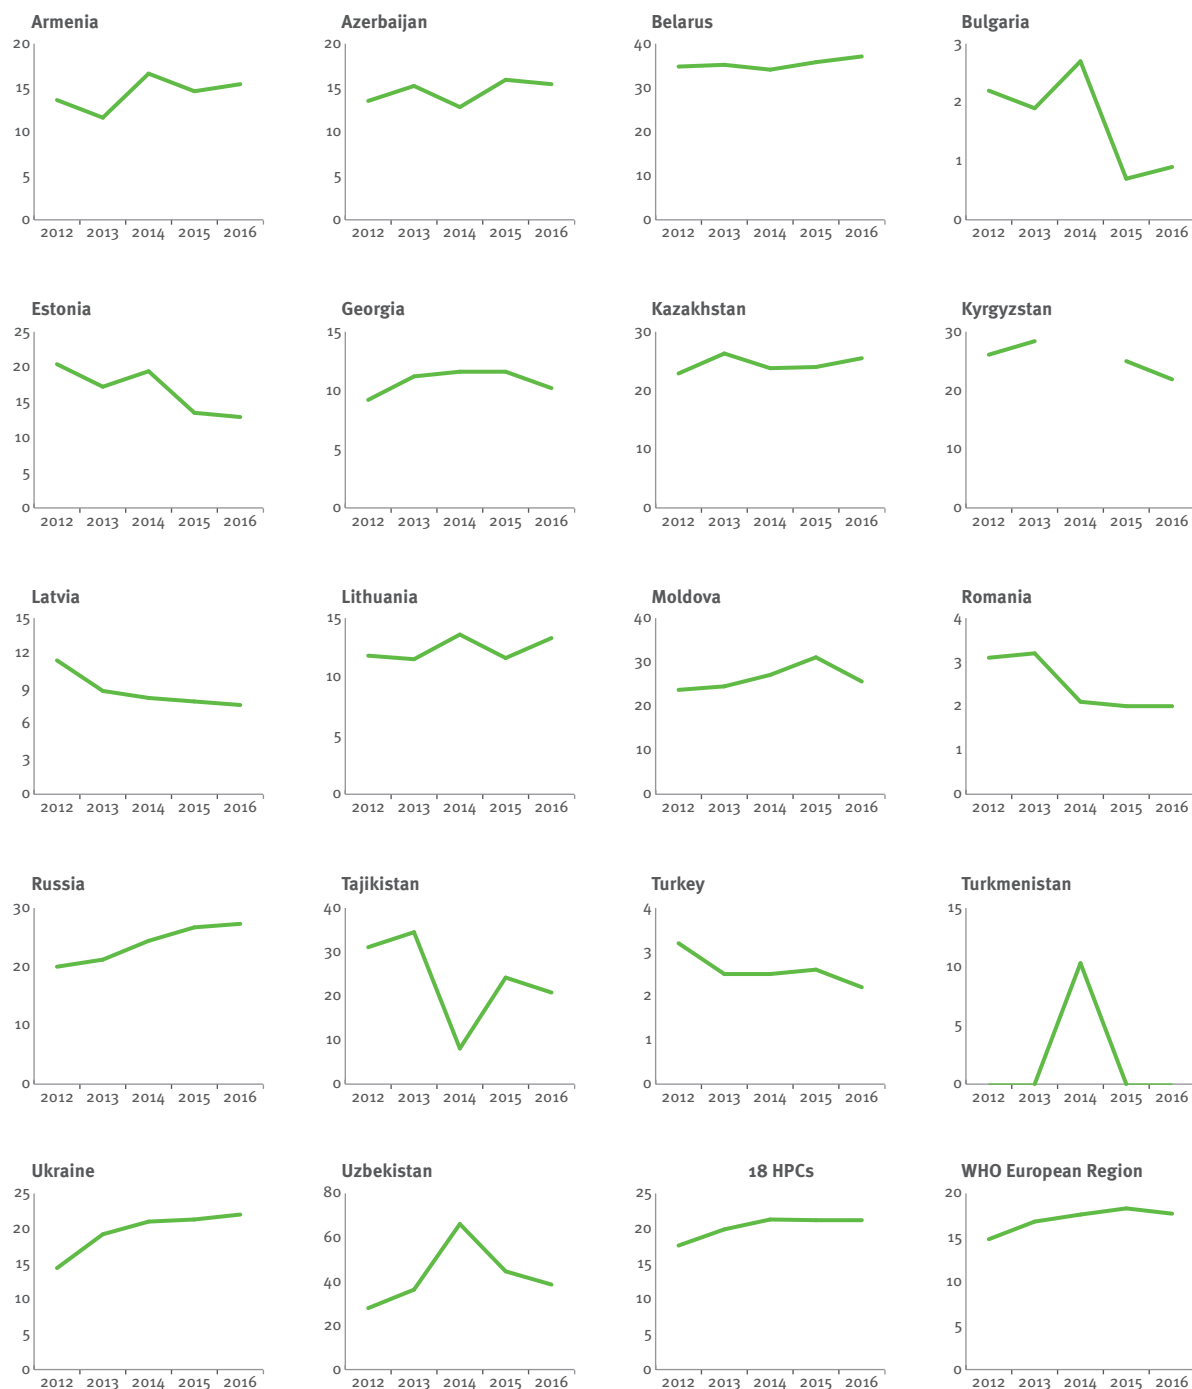 Armenia
20
15
10
5
0
2012 2013 2014 2015 2016
Azerbaijan
20
15
10
5
0
2012 2013 2014 2015 2016
Belarus
40
30
20
10
0
2012 2013 2014 2015 2016
Bulgaria
3
2
1
0
2012 2013 2014 2015 2016
Estonia
25
20
15
10
5
0
2012 2013 2014 2015 2016
Georgia
15
10
5
0
2012 2013 2014 2015 2016
Kazakhstan
30
20
10
0
2012 2013 2014 2015 2016
Kyrgyzstan
30
20
10
0
2012 2013 2014 2015 2016
Latvia
15
12
9
6
3
0
2012 2013 2014 2015 2016
Lithuania
15
10
5
0
2012 2013 2014 2015 2016
Moldova
40
30
20
10
0
2012 2013 2014 2015 2016
Romania
4
3
2
1
0
2012 2013 2014 2015 2016
Russia
30
20
10
0
2012 2013 2014 2015 2016
Tajikistan
40
30
20
10
0
2012 2013 2014 2015 2016
Turkey
4
3
2
1
0
2012 2013 2014 2015 2016
Turkmenistan
15
10
5
0
2012 2013 2014 2015 2016
Ukraine
25
20
15
10
5
0
2012 2013 2014 2015 2016
Uzbekistan
80
60
40
20
0
2012 2013 2014 2015 2016
18 HPCs
25
20
15
10
5
0
2012 2013 2014 2015 2016
WHO European Region
20
15
10
5
0
2012 2013 2014 2015 2016